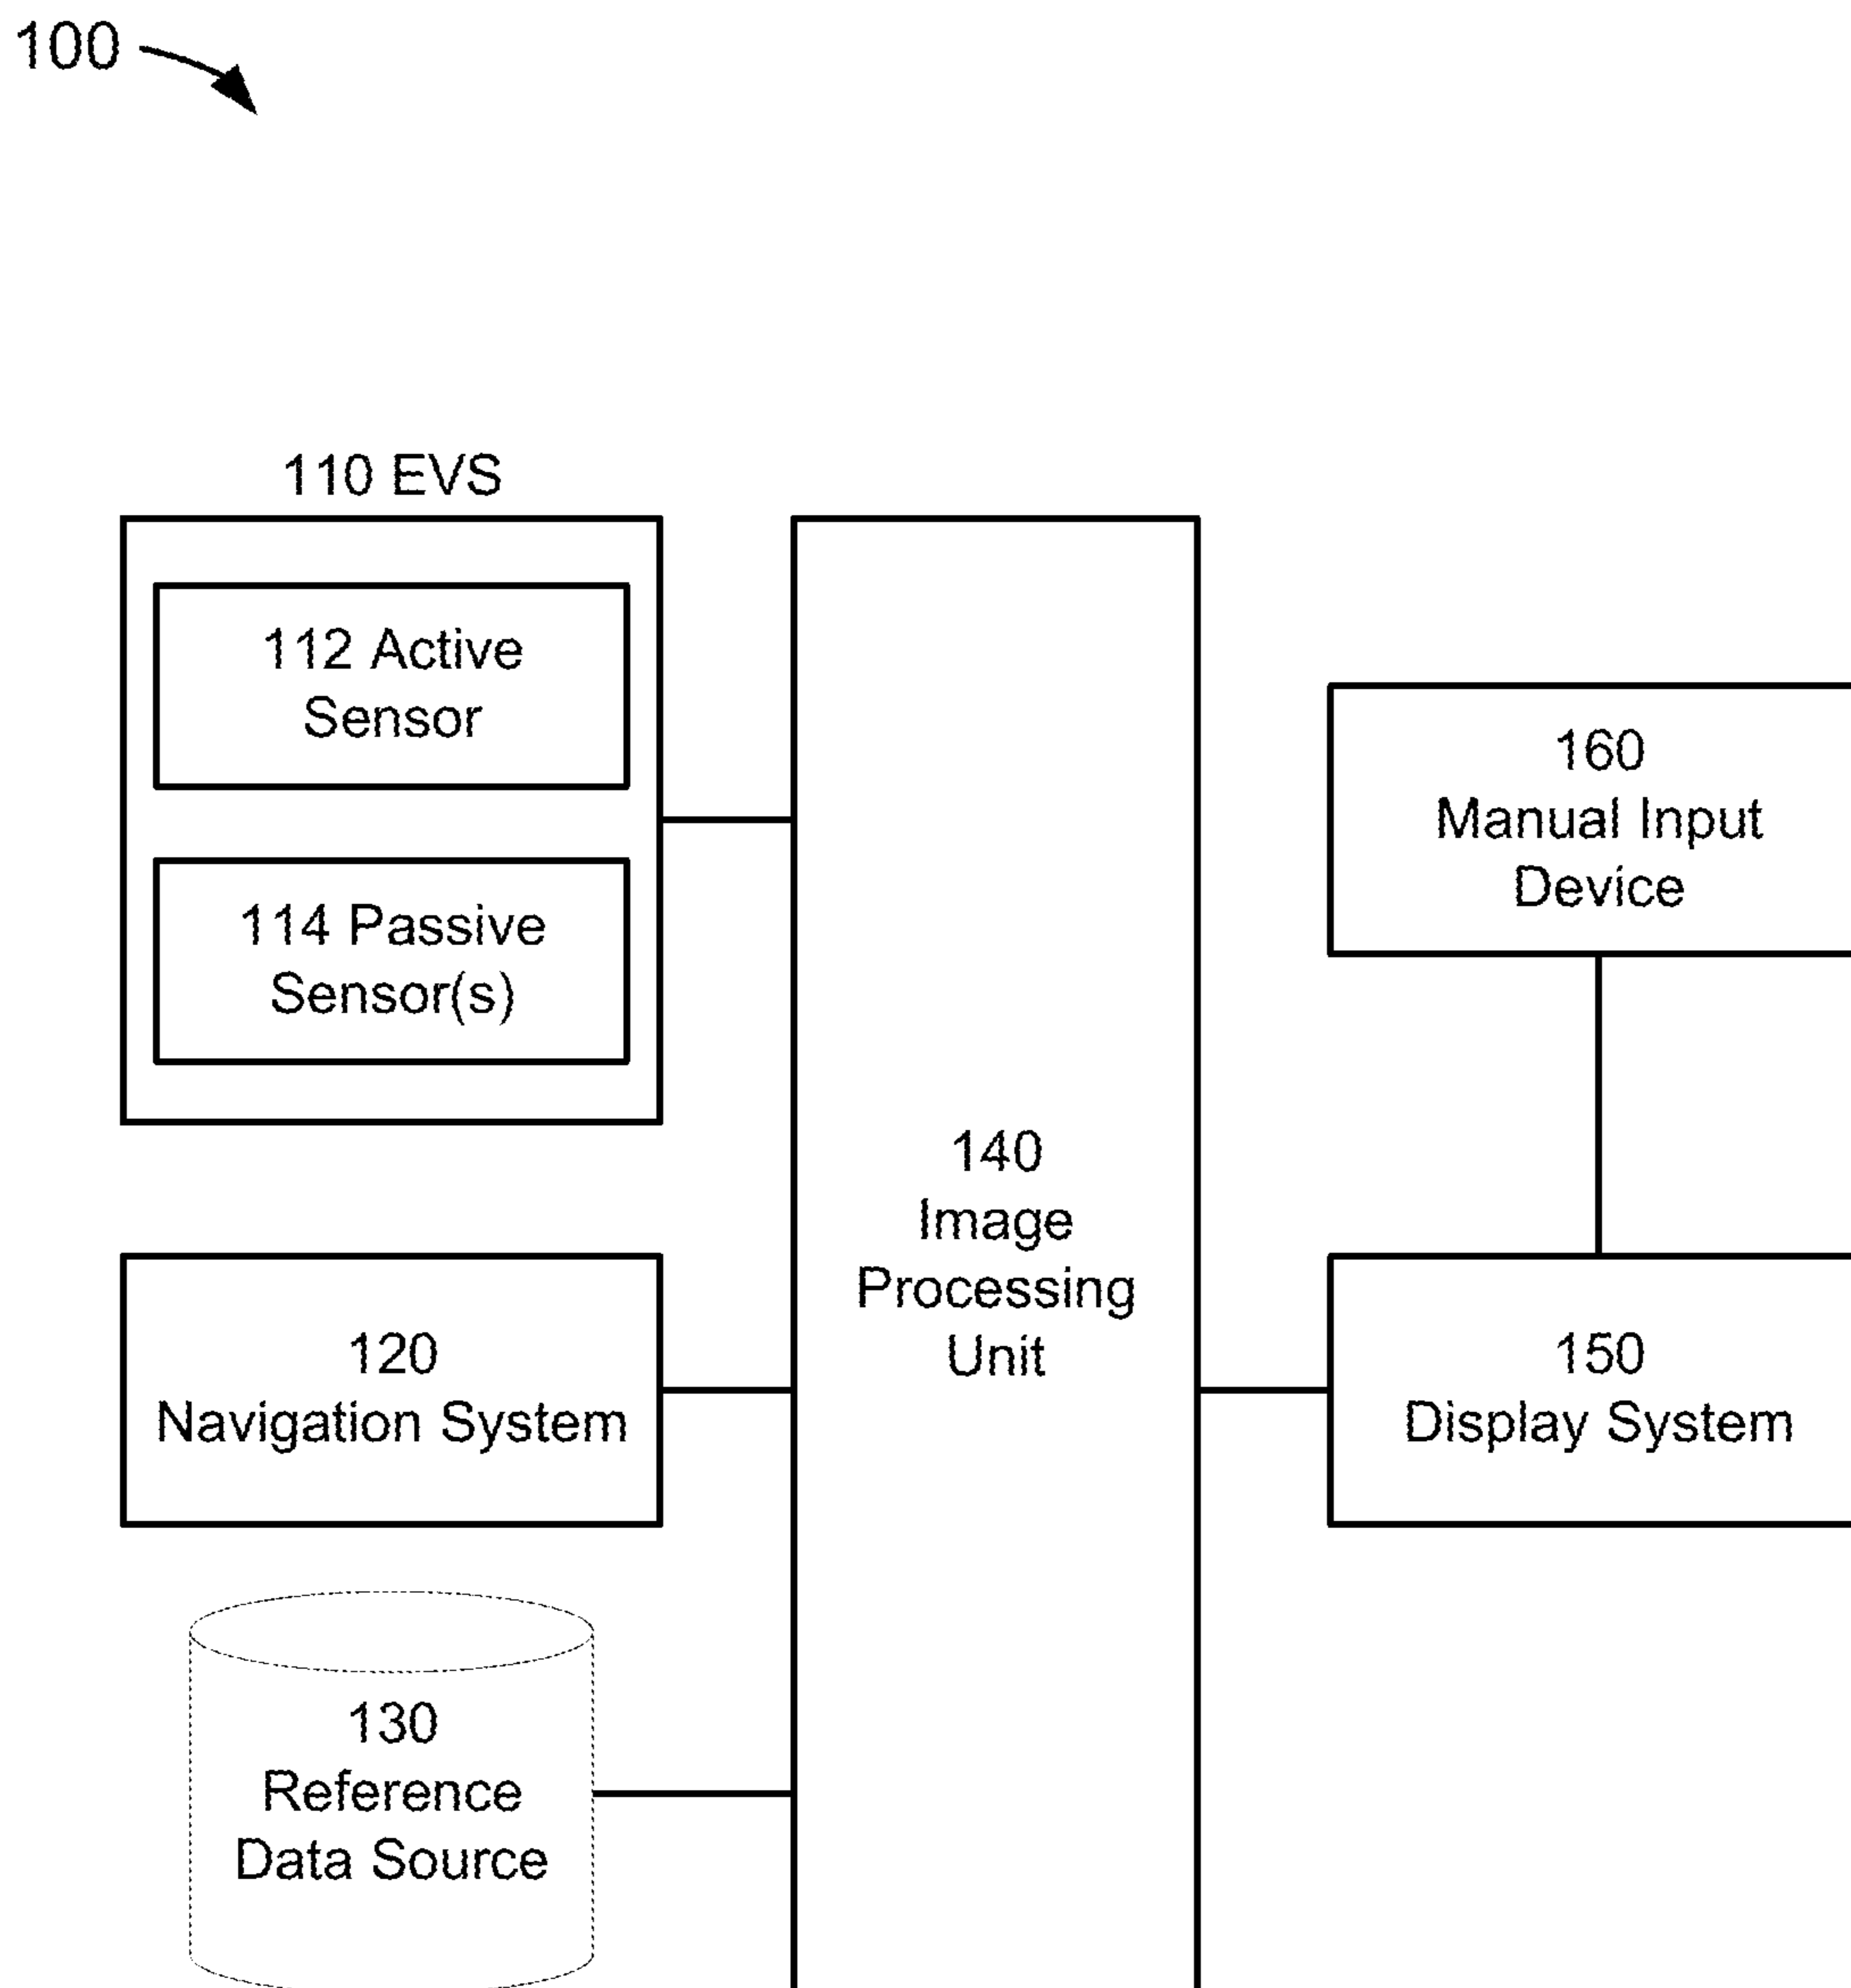 100
110 EVS
112 Active
Sensor
114 Passive
Sensor(s)
120
Navigation System
130
Reference
Data Source
140
Image
Processing
Unit
160
Manual Input
Device
150
Display System